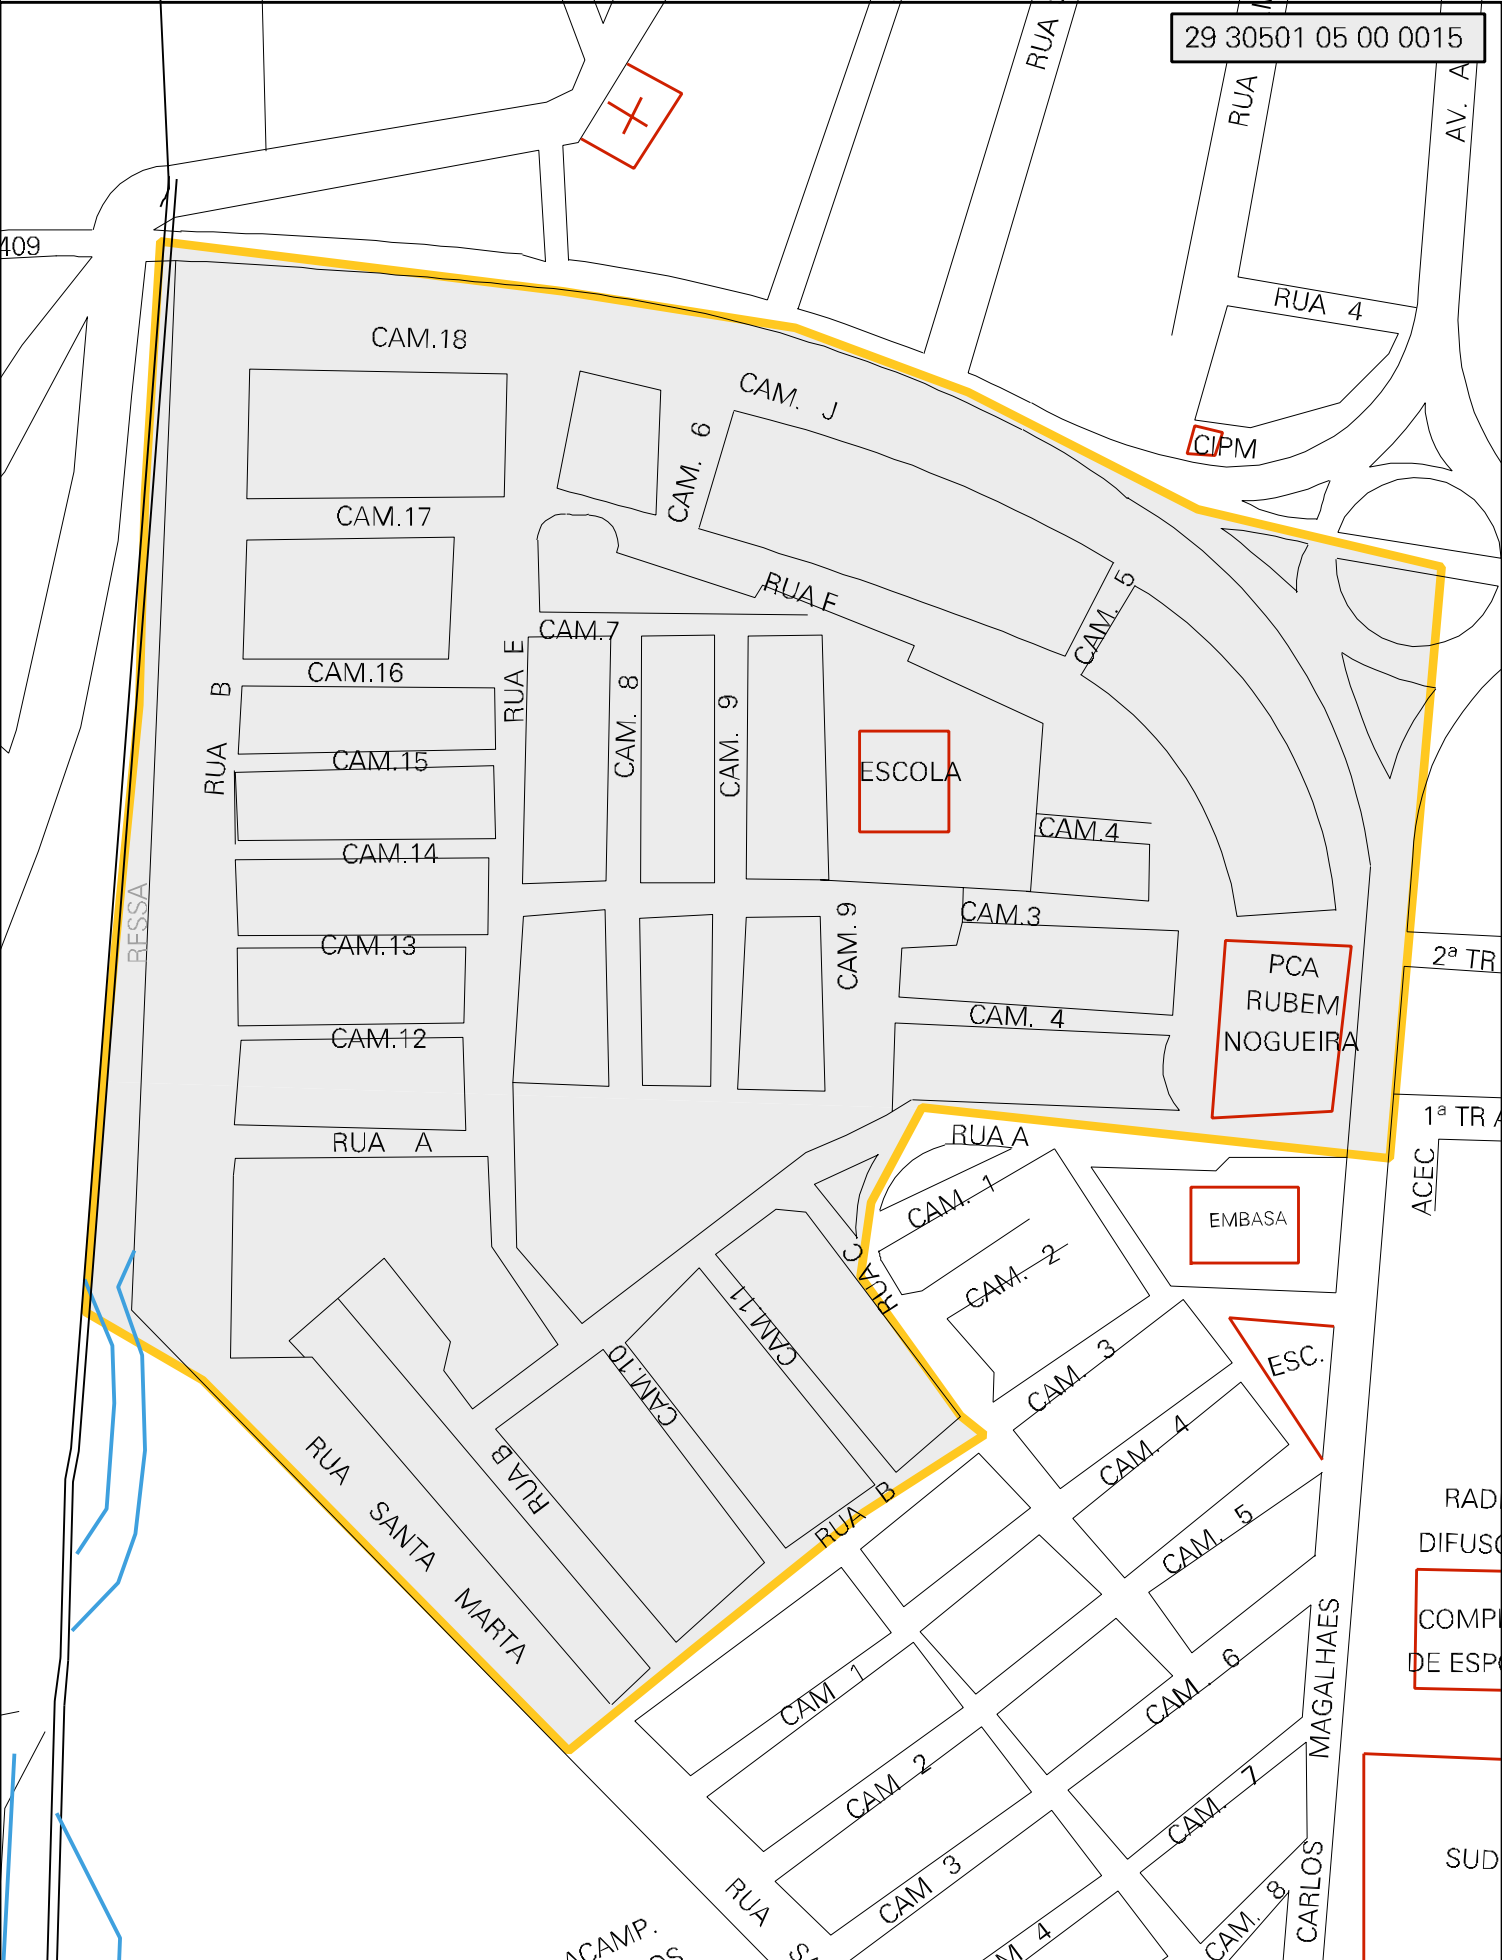 29 30501 05 00 0015
RUA
RUA
AV. A
409
RUA 4
CIPM
CAM.18
CAM. J
CAM. 6
CAM.17
RUA F
CAM. 5
CAM.7
RUA E
CAM.16
RUA B
CAM. 8
CAM. 9
CAM.15
ESCOLA
CAM.4
CAM.14
CAM.3
RESSA
CAM.13
CAM. 9
PCA
RUBEM
NOGUEIRA
2ª TR
CAM. 4
CAM.12
1ª TR A
RUA A
RUA A
ACEC
CAM. 1
EMBASA
RUA C
CAM. 2
CAM.11
CAM.10
CAM. 3
ESC.
RUA B
RUA SANTA MARTA
CAM. 4
RUA B
CAM. 5
RAD
DIFUSO
COMP
DE ESP
CAM. 6
CAM 1
MAGALHAES
CAM 2
CAM. 7
CARLOS
SUD
CAM 3
CAM. 8
RUA
ACAMP.
M 4